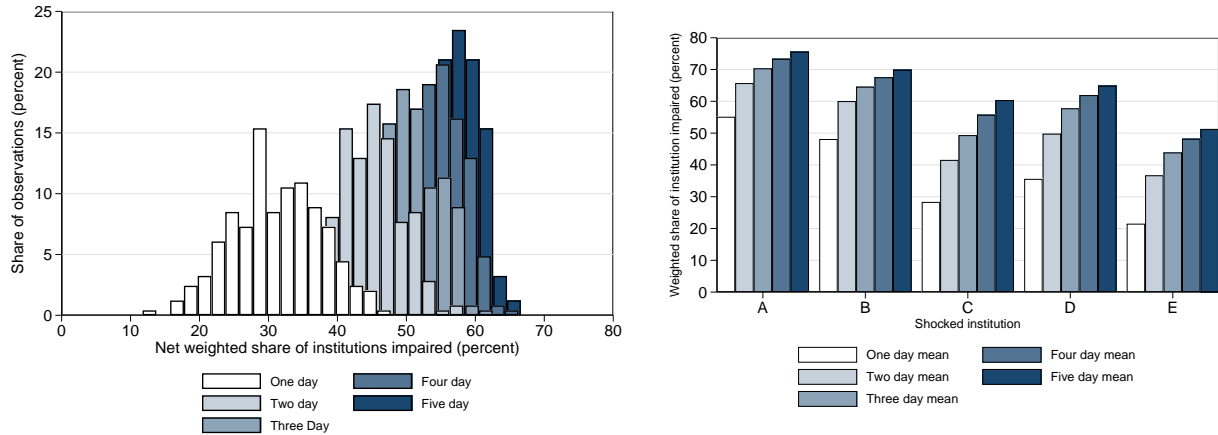 Share of observations (percent)
25
20
15
10
5
0
0 10 20 30 40 50 60 70 80
Net weighted share of institutions impaired (percent)
One day
Four day
Two day
Five day
Three Day
Weighted share of institution impaired (percent)
80
70
60
50
40
30
20
10
0
A B C D E
Shocked institution
One day mean
Four day mean
Two day mean
Five day mean
Three day mean